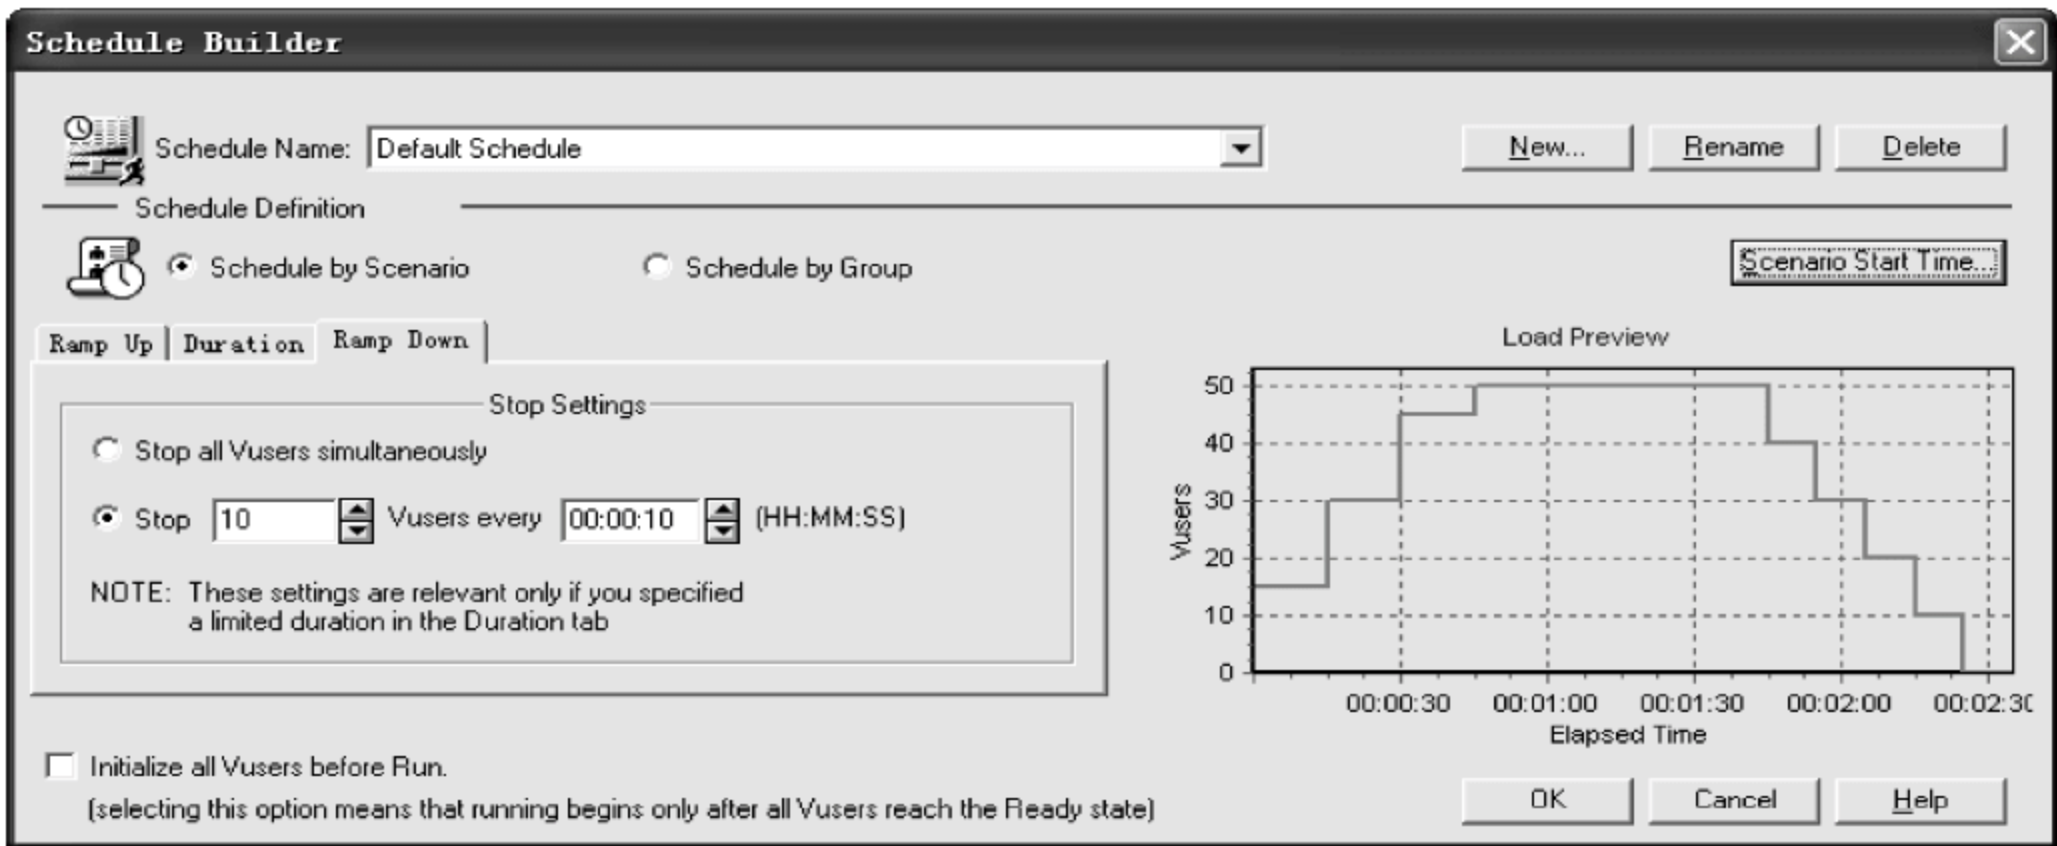 Schedule Builder
Schedule Name: Default Schedule New... Rename Delete
Schedule Definition
Schedule by Scenario Schedule by Group Scenario Start Time...
Ramp Up Duration Ramp Down
Stop Settings
Stop all Vusers simultaneously
Stop 10 Vusers every 00:00:10 (HH:MM:SS)
NOTE: These settings are relevant only if you specified
a limited duration in the Duration tab
Load Preview
Vusers
50
40
30
20
10
0
00:00:30 00:01:00 00:01:30 00:02:00 00:02:30
Elapsed Time
Initialize all Vusers before Run.
(selecting this option means that running begins only after all Vusers reach the Ready state)
OK Cancel Help